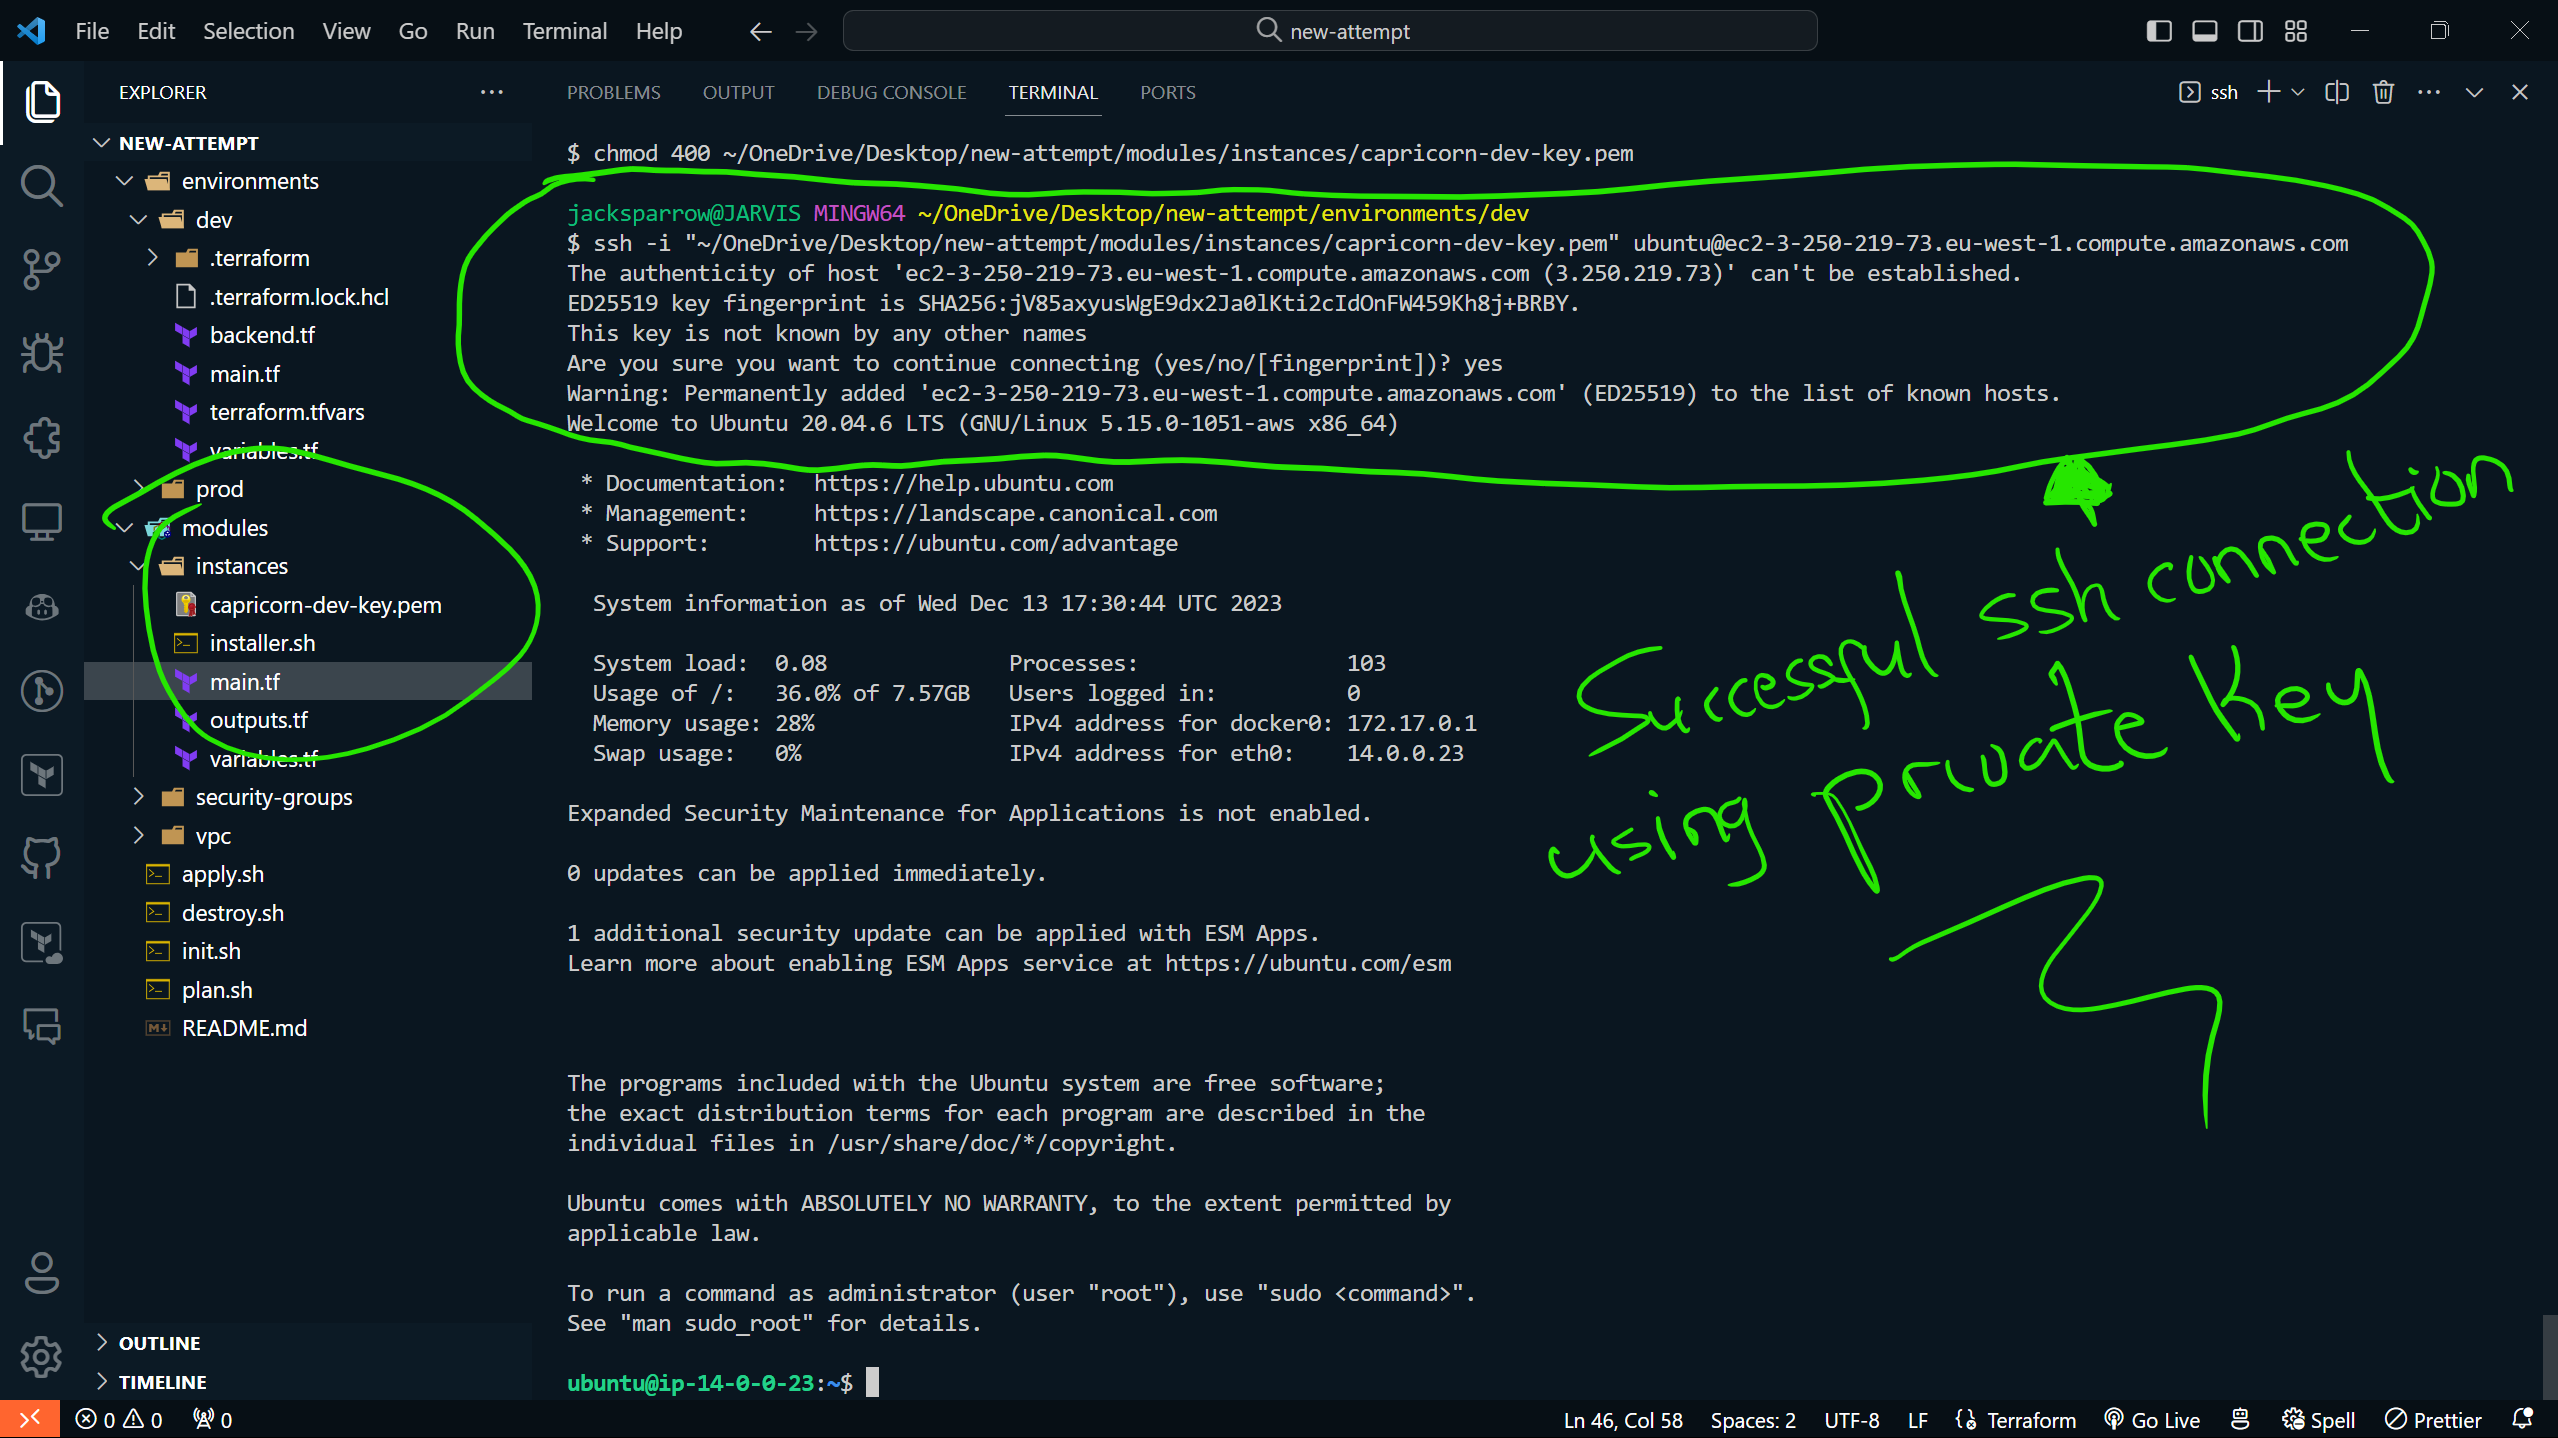 File Edit Selection View Go Run Terminal Help
new-attempt
EXPLORER
NEW-ATTEMPT
environments
dev
.terraform
.terraform.lock.hcl
backend.tf
main.tf
terraform.tfvars
variables.tf
prod
modules
instances
capricorn-dev-key.pem
installer.sh
main.tf
outputs.tf
variables.tf
security-groups
vpc
apply.sh
destroy.sh
init.sh
plan.sh
README.md
OUTLINE
TIMELINE
PROBLEMS OUTPUT DEBUG CONSOLE TERMINAL PORTS
ssh
$ chmod 400 ~/OneDrive/Desktop/new-attempt/modules/instances/capricorn-dev-key.pem
jacksparrow@JARVIS MINGW64 ~/OneDrive/Desktop/new-attempt/environments/dev
$ ssh -i "~/OneDrive/Desktop/new-attempt/modules/instances/capricorn-dev-key.pem" ubuntu@ec2-3-250-219-73.eu-west-1.compute.amazonaws.com
The authenticity of host 'ec2-3-250-219-73.eu-west-1.compute.amazonaws.com (3.250.219.73)' can't be established.
ED25519 key fingerprint is SHA256:jV85axyusWgE9dx2Ja0lKti2cIdOnFW459Kh8j+BRBY.
This key is not known by any other names
Are you sure you want to continue connecting (yes/no/[fingerprint])? yes
Warning: Permanently added 'ec2-3-250-219-73.eu-west-1.compute.amazonaws.com' (ED25519) to the list of known hosts.
Welcome to Ubuntu 20.04.6 LTS (GNU/Linux 5.15.0-1051-aws x86_64)
* Documentation: https://help.ubuntu.com
* Management: https://landscape.canonical.com
* Support: https://ubuntu.com/advantage
System information as of Wed Dec 13 17:30:44 UTC 2023
System load: 0.08 Processes: 103
Usage of /: 36.0% of 7.57GB Users logged in: 0
Memory usage: 28% IPv4 address for docker0: 172.17.0.1
Swap usage: 0% IPv4 address for eth0: 14.0.0.23
Expanded Security Maintenance for Applications is not enabled.
0 updates can be applied immediately.
1 additional security update can be applied with ESM Apps.
Learn more about enabling ESM Apps service at https://ubuntu.com/esm
The programs included with the Ubuntu system are free software;
the exact distribution terms for each program are described in the
individual files in /usr/share/doc/*/copyright.
Ubuntu comes with ABSOLUTELY NO WARRANTY, to the extent permitted by
applicable law.
To run a command as administrator (user "root"), use "sudo <command>".
See "man sudo_root" for details.
ubuntu@ip-14-0-0-23:~$
Successful ssh connection
using private Key
0 0 0
Ln 46, Col 58 Spaces: 2 UTF-8 LF Terraform Go Live Spell Prettier